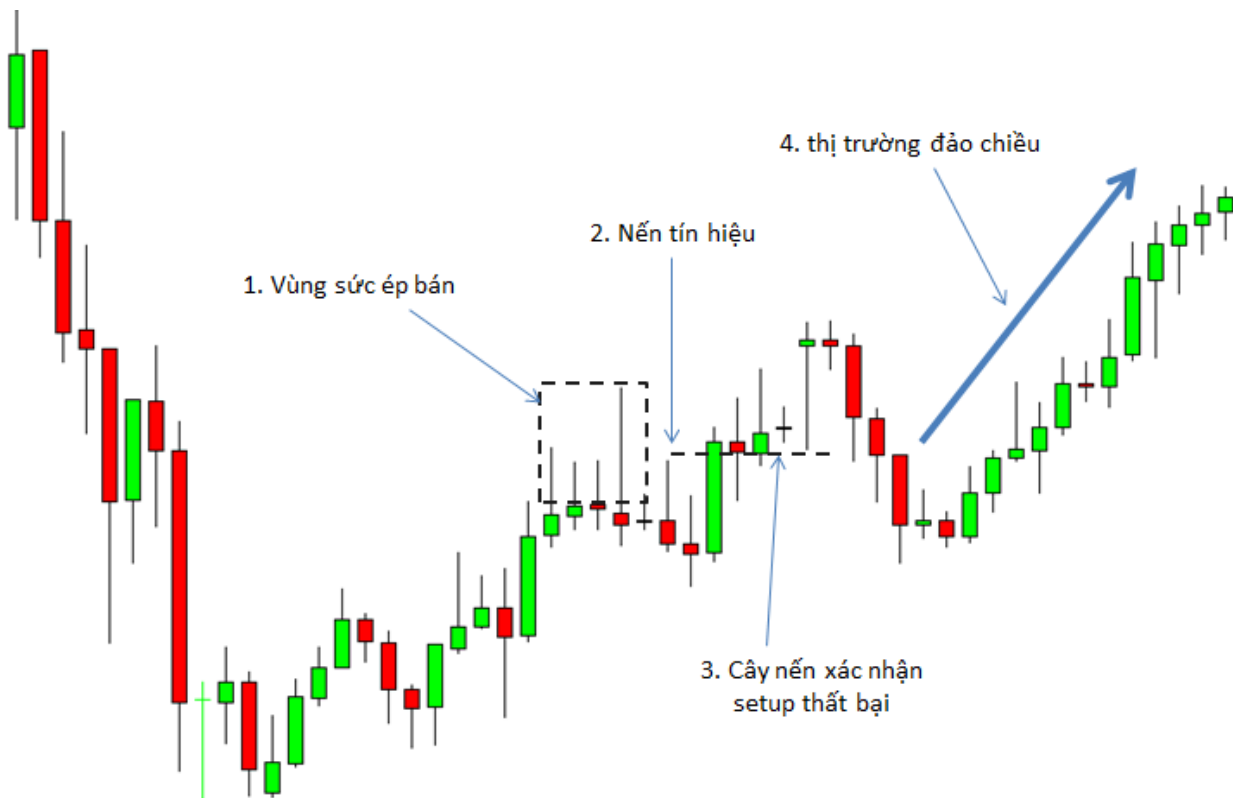 4. thị trường đảo chiều
2. Nến tín hiệu
1. Vùng sức ép bán
3. Cây nến xác nhận
setup thất bại